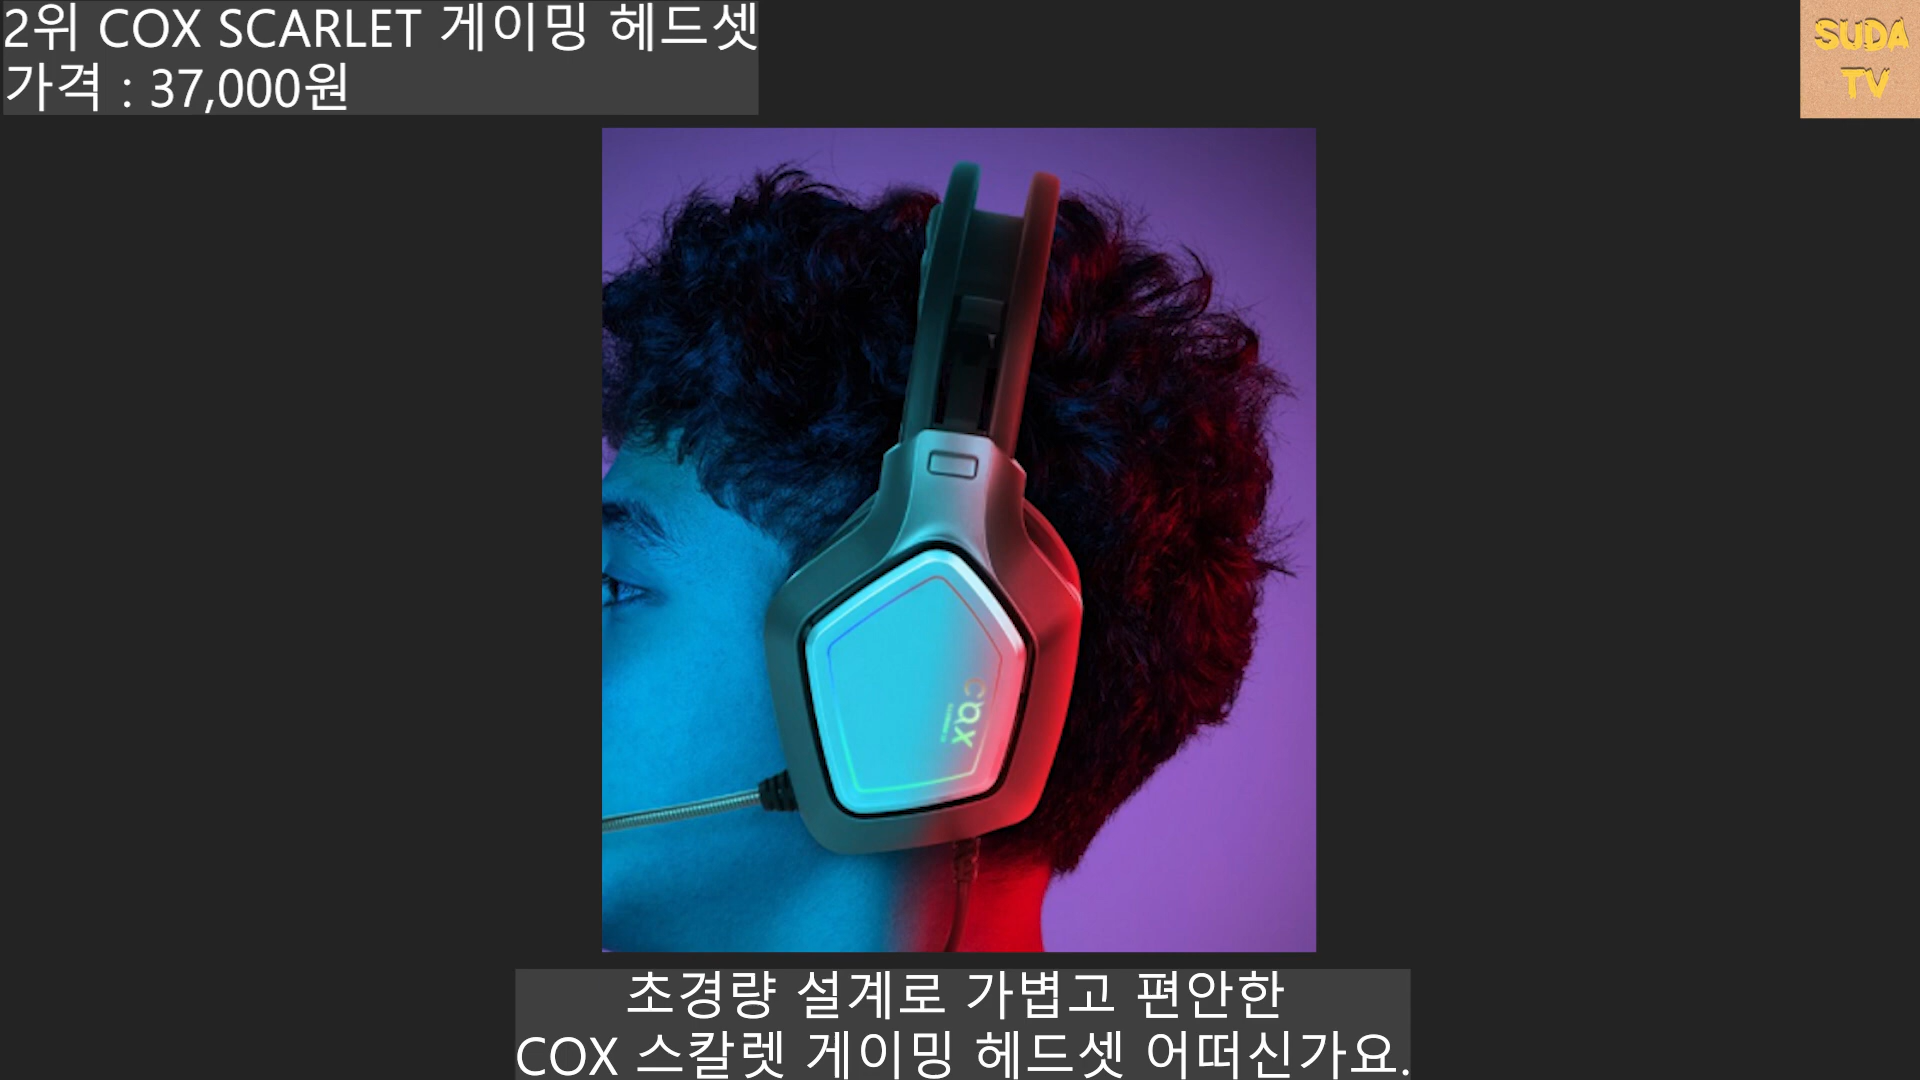 2위 COX SCARLET 게이밍 헤드셋
가격 : 37,000원
SUDA
TV
cox
초경량 설계로 가볍고 편안한
COX 스칼렛 게이밍 헤드셋 어떠신가요.